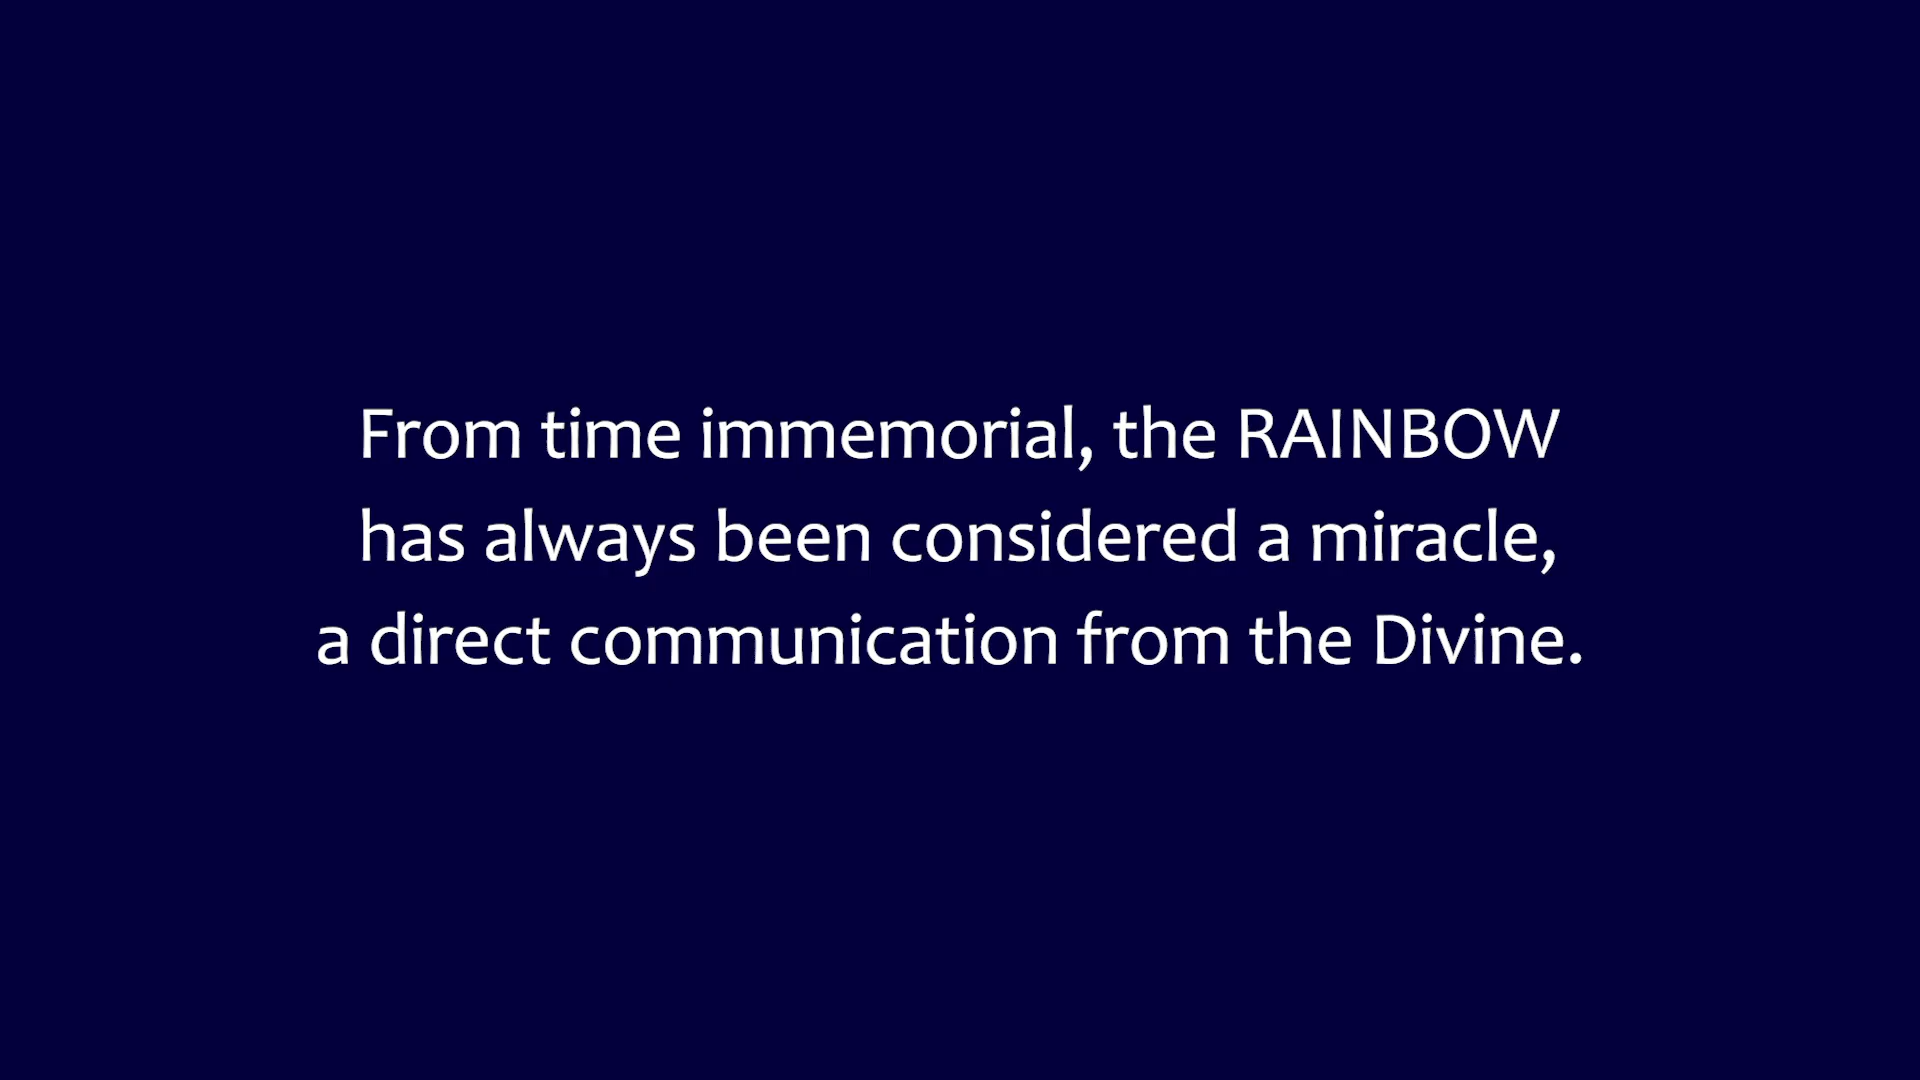 From time immemorial, the RAINBOW
has always been considered a miracle,
a direct communication from the Divine.